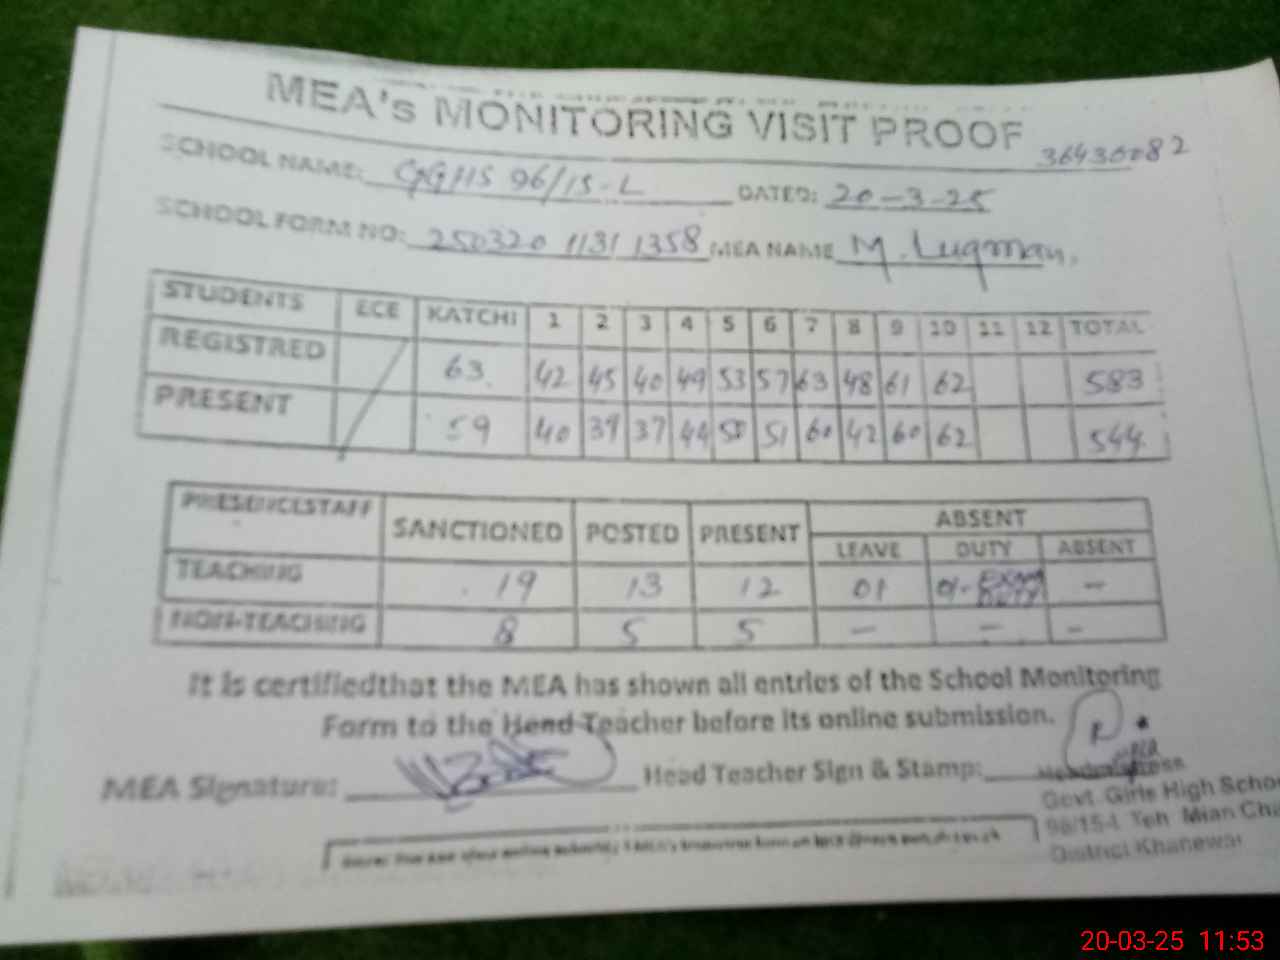 MEA's MONITORING VISIT PROOF
36430082
SCHOOL NAME: GGHS 96/15-L DATED: 20-3-25
SCHOOL FORM NO: 250320 1131 1358 MEA NAME M. Luqman.
STUDENTS ECE KATCHI 1 2 3 4 5 6 7 8 9 10 11 12 TOTAL
REGISTRED 63 42 45 40 49 53 57 63 48 61 62 583
PRESENT 59 40 39 37 44 50 51 60 42 60 62 544
PRESENCE STAFF SANCTIONED POSTED PRESENT ABSENT
LEAVE DUTY ABSENT
TEACHING 19 13 12 01 01- EXAM DUTY -
NON-TEACHING 8 5 5 - - -
It is certifiedthat the MEA has shown all entries of the School Monitoring
Form to the Head Teacher before its online submission.
MEA Signature: Head Teacher Sign & Stamp:
Headmistress
Govt. Girls High School
96/15-L Teh Mian Ch
District Khanewal
20-03-25 11:53